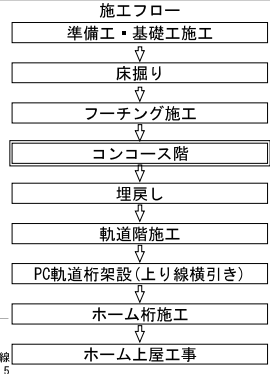 施工フロー
準備工・基礎工施工
床掘り
フーチング施工
コンコース階
埋戻し
軌道階施工
PC軌道桁架設(上り線横引き)
ホーム桁施工
線
ホーム上屋工事
5